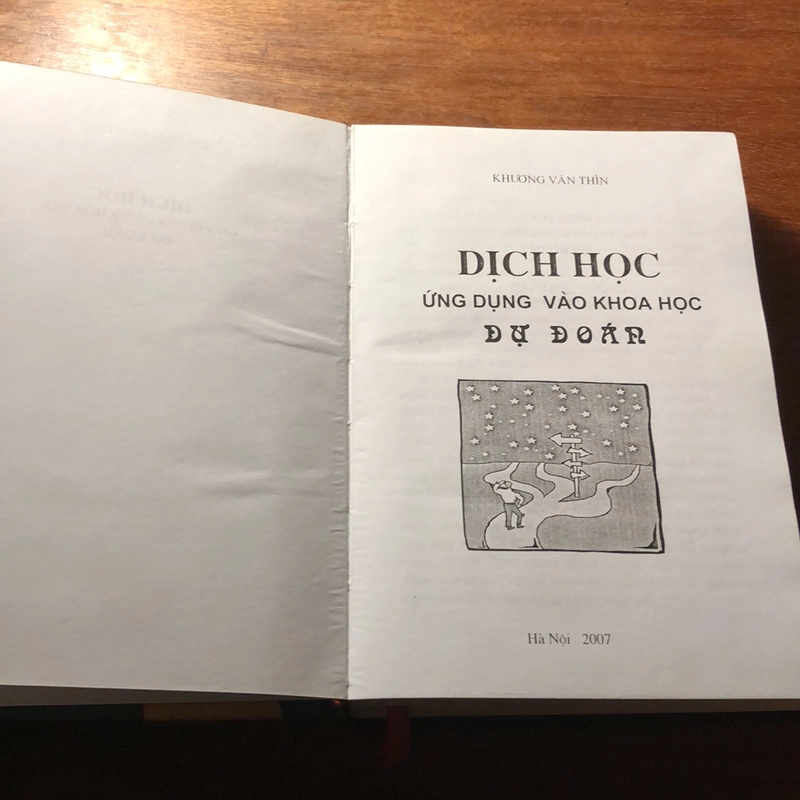 KHƯƠNG VĂN THÌN
DỊCH HỌC
ỨNG DỤNG VÀO KHOA HỌC
DỰ ĐOÁN
Hà Nội 2007